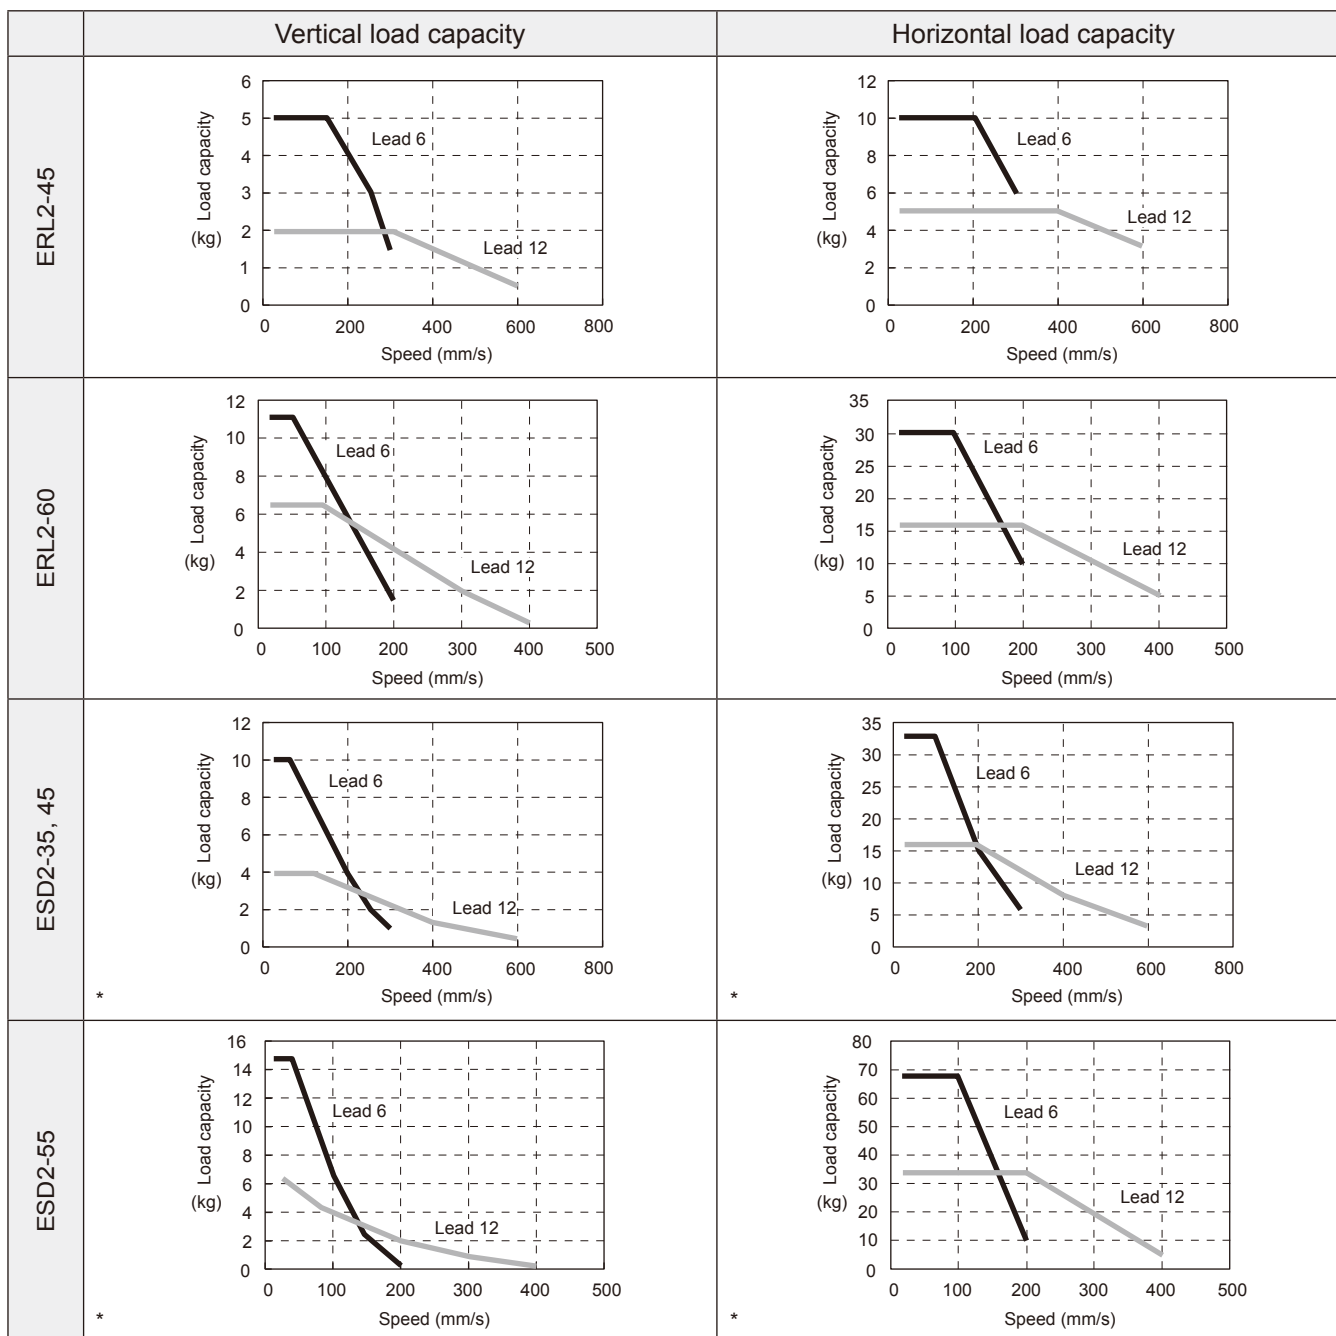 Vertical load capacity
Horizontal load capacity
ERL2-45
Load capacity
(kg)
6
5
4
3
2
1
0
Lead 6
Lead 12
0 200 400 600 800
Speed (mm/s)
Load capacity
(kg)
12
10
8
6
4
2
0
Lead 6
Lead 12
0 200 400 600 800
Speed (mm/s)
ERL2-60
Load capacity
(kg)
12
10
8
6
4
2
0
Lead 6
Lead 12
0 100 200 300 400 500
Speed (mm/s)
Load capacity
(kg)
35
30
25
20
15
10
5
0
Lead 6
Lead 12
0 100 200 300 400 500
Speed (mm/s)
ESD2-35, 45
Load capacity
(kg)
12
10
8
6
4
2
0
Lead 6
Lead 12
0 200 400 600 800
Speed (mm/s)
*
Load capacity
(kg)
35
30
25
20
15
10
5
0
Lead 6
Lead 12
0 200 400 600 800
Speed (mm/s)
*
ESD2-55
Load capacity
(kg)
16
14
12
10
8
6
4
2
0
Lead 6
Lead 12
0 100 200 300 400 500
Speed (mm/s)
*
Load capacity
(kg)
80
70
60
50
40
30
20
10
0
Lead 6
Lead 12
0 100 200 300 400 500
Speed (mm/s)
*